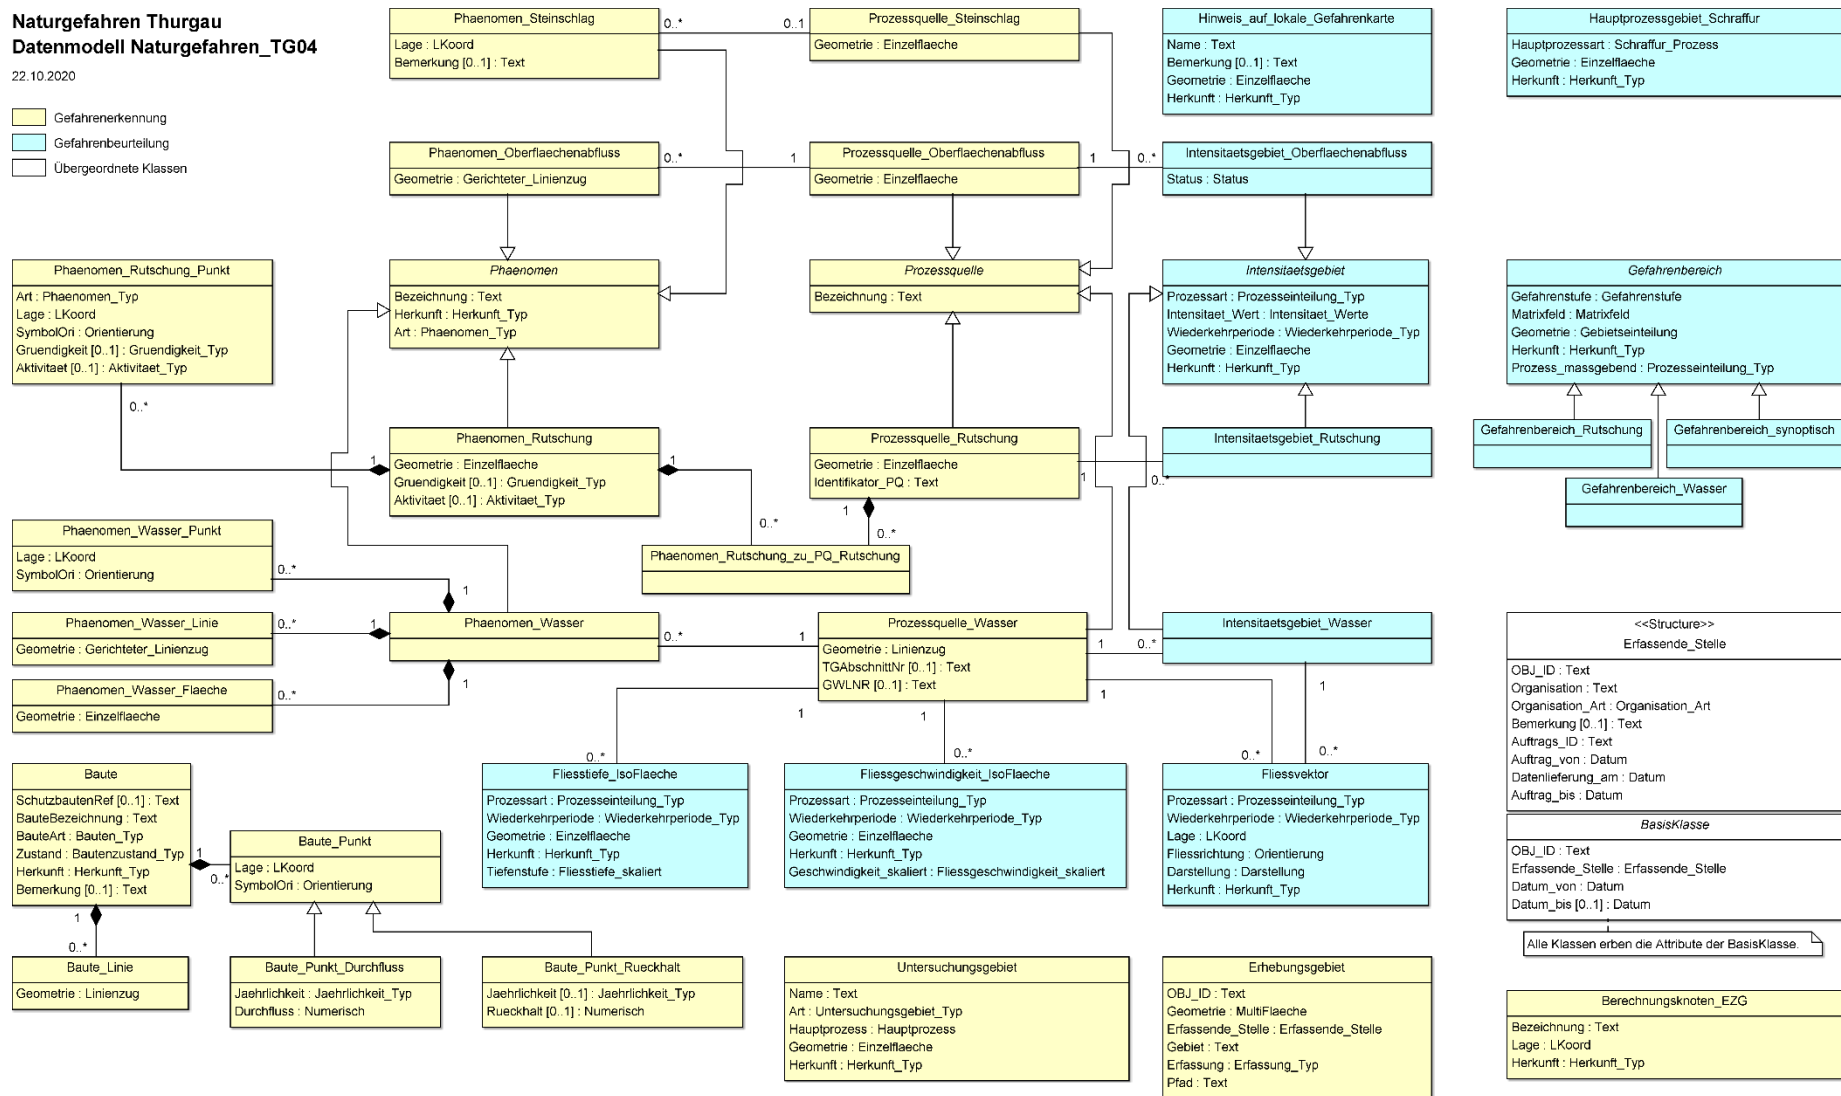 Naturgefahren Thurgau
Datenmodell Naturgefahren_TG04
22.10.2020
Gefahrenerkennung
Gefahrenbeurteilung
Übergeordnete Klassen
Phaenomen_Steinschlag
Lage : LKoord
Bemerkung [0..1] : Text
0..*
0..1
Prozessquelle_Steinschlag
Geometrie : Einzelflaeche
Hinweis_auf_lokale_Gefahrenkarte
Name : Text
Bemerkung [0..1] : Text
Geometrie : Einzelflaeche
Herkunft : Herkunft_Typ
Hauptprozessgebiet_Schraffur
Hauptprozessart : Schraffur_Prozess
Geometrie : Einzelflaeche
Herkunft : Herkunft_Typ
Phaenomen_Oberflaechenabfluss
Geometrie : Gerichteter_Linienzug
0..*
1
Prozessquelle_Oberflaechenabfluss
Geometrie : Einzelflaeche
1
0..*
Intensitaetsgebiet_Oberflaechenabfluss
Status : Status
Phaenomen_Rutschung_Punkt
Art : Phaenomen_Typ
Lage : LKoord
SymbolOri : Orientierung
Gruendigkeit [0..1] : Gruendigkeit_Typ
Aktivitaet [0..1] : Aktivitaet_Typ
0..*
Phaenomen
Bezeichnung : Text
Herkunft : Herkunft_Typ
Art : Phaenomen_Typ
Prozessquelle
Bezeichnung : Text
Intensitaetsgebiet
Prozessart : Prozesseinteilung_Typ
Intensitaet_Wert : Intensitaet_Werte
Wiederkehrperiode : Wiederkehrperiode_Typ
Geometrie : Einzelflaeche
Herkunft : Herkunft_Typ
Gefahrenbereich
Gefahrenstufe : Gefahrenstufe
Matrixfeld : Matrixfeld
Geometrie : Gebietseinteilung
Herkunft : Herkunft_Typ
Prozess_massgebend : Prozesseinteilung_Typ
1
Phaenomen_Rutschung
Geometrie : Einzelflaeche
Gruendigkeit [0..1] : Gruendigkeit_Typ
Aktivitaet [0..1] : Aktivitaet_Typ
1
0..*
Prozessquelle_Rutschung
Geometrie : Einzelflaeche
Identifikator_PQ : Text
1
0..*
1
0..*
Intensitaetsgebiet_Rutschung
Gefahrenbereich_Rutschung
Gefahrenbereich_synoptisch
Gefahrenbereich_Wasser
Phaenomen_Rutschung_zu_PQ_Rutschung
Phaenomen_Wasser_Punkt
Lage : LKoord
SymbolOri : Orientierung
0..*
1
Phaenomen_Wasser_Linie
Geometrie : Gerichteter_Linienzug
0..*
1
Phaenomen_Wasser
0..*
1
Phaenomen_Wasser_Flaeche
Geometrie : Einzelflaeche
0..*
1
Prozessquelle_Wasser
Geometrie : Linienzug
TGAbschnittNr [0..1] : Text
GWLNR [0..1] : Text
1
0..*
Intensitaetsgebiet_Wasser
1
1
1
1
0..*
0..*
0..*
0..*
<<Structure>>
Erfassende_Stelle
OBJ_ID : Text
Organisation : Text
Organisation_Art : Organisation_Art
Bemerkung [0..1] : Text
Auftrags_ID : Text
Auftrag_von : Datum
Datenlieferung_am : Datum
Auftrag_bis : Datum
Baute
SchutzbautenRef [0..1] : Text
BauteBezeichnung : Text
BauteArt : Bauten_Typ
Zustand : Bautenzustand_Typ
Herkunft : Herkunft_Typ
Bemerkung [0..1] : Text
1
0..*
Baute_Punkt
Lage : LKoord
SymbolOri : Orientierung
1
0..*
Fliesstiefe_IsoFlaeche
Prozessart : Prozesseinteilung_Typ
Wiederkehrperiode : Wiederkehrperiode_Typ
Geometrie : Einzelflaeche
Herkunft : Herkunft_Typ
Tiefenstufe : Fliesstiefe_skaliert
Fliessgeschwindigkeit_IsoFlaeche
Prozessart : Prozesseinteilung_Typ
Wiederkehrperiode : Wiederkehrperiode_Typ
Geometrie : Einzelflaeche
Herkunft : Herkunft_Typ
Geschwindigkeit_skaliert : Fliessgeschwindigkeit_skaliert
Fliessvektor
Prozessart : Prozesseinteilung_Typ
Wiederkehrperiode : Wiederkehrperiode_Typ
Lage : LKoord
Fliessrichtung : Orientierung
Darstellung : Darstellung
Herkunft : Herkunft_Typ
BasisKlasse
OBJ_ID : Text
Erfassende_Stelle : Erfassende_Stelle
Datum_von : Datum
Datum_bis [0..1] : Datum
Alle Klassen erben die Attribute der BasisKlasse.
Baute_Linie
Geometrie : Linienzug
Baute_Punkt_Durchfluss
Jaehrlichkeit : Jaehrlichkeit_Typ
Durchfluss : Numerisch
Baute_Punkt_Rueckhalt
Jaehrlichkeit [0..1] : Jaehrlichkeit_Typ
Rueckhalt [0..1] : Numerisch
Untersuchungsgebiet
Name : Text
Art : Untersuchungsgebiet_Typ
Hauptprozess : Hauptprozess
Geometrie : Einzelflaeche
Herkunft : Herkunft_Typ
Erhebungsgebiet
OBJ_ID : Text
Geometrie : MultiFlaeche
Erfassende_Stelle : Erfassende_Stelle
Gebiet : Text
Erfassung : Erfassung_Typ
Pfad : Text
Berechnungsknoten_EZG
Bezeichnung : Text
Lage : LKoord
Herkunft : Herkunft_Typ